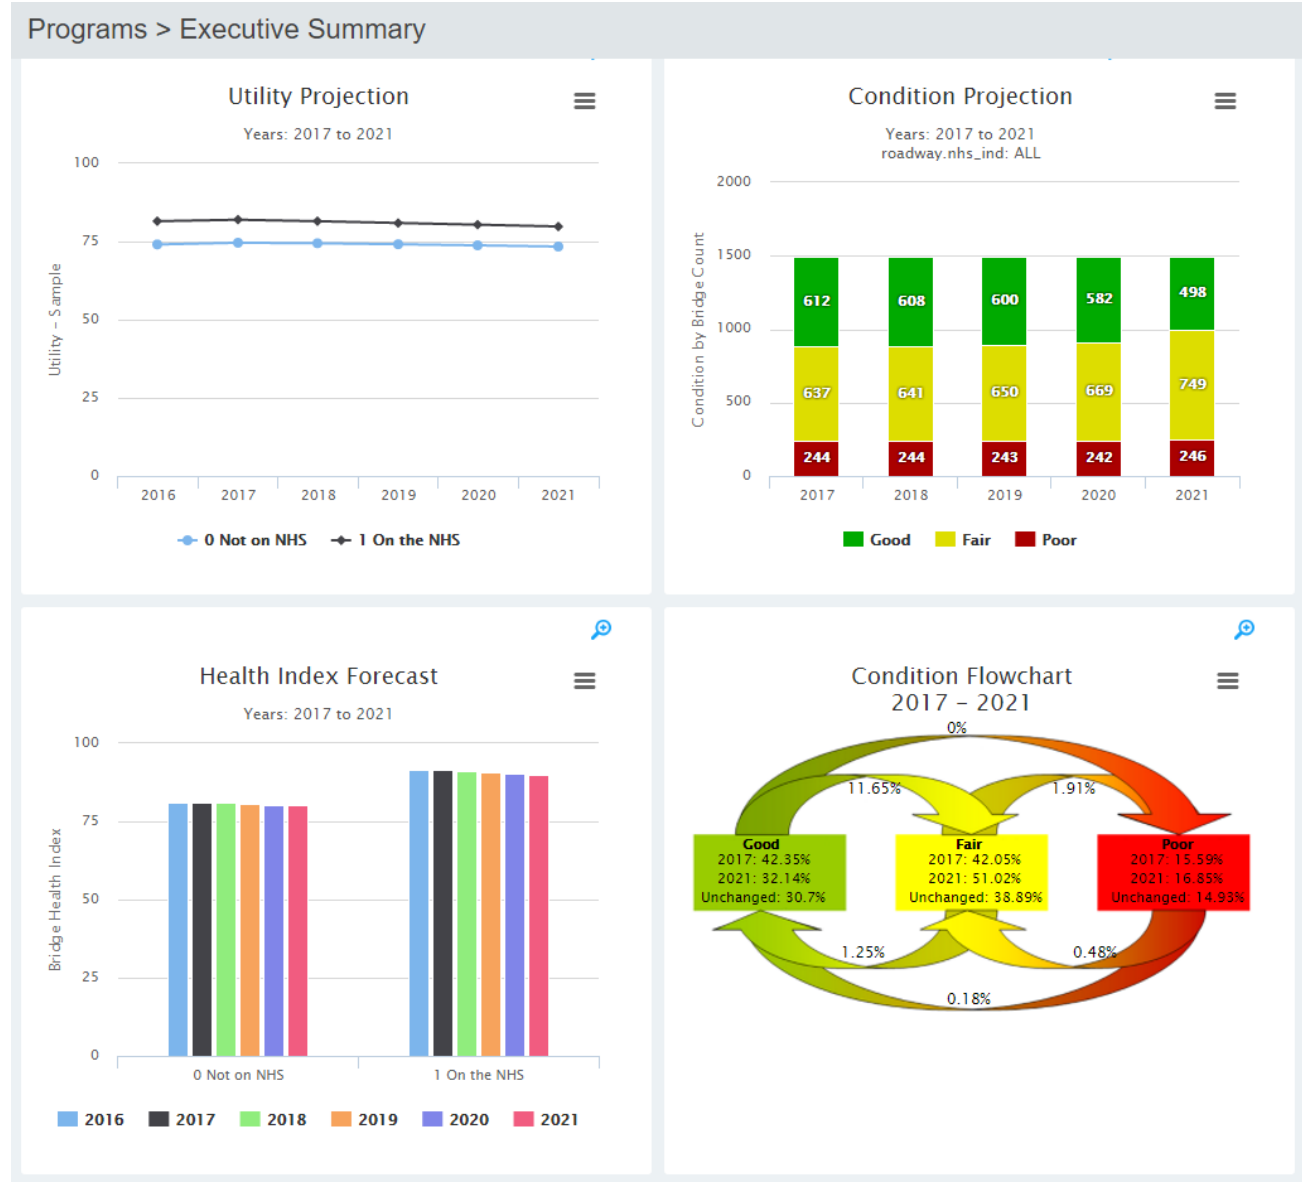 Programs > Executive Summary
Utility Projection
Years: 2017 to 2021
100
75
50
25
0
Utility – Sample
2016 2017 2018 2019 2020 2021
0 Not on NHS 1 On the NHS
Condition Projection
Years: 2017 to 2021
roadway.nhs_ind: ALL
2000
1500
1000
500
0
Condition by Bridge Count
612 608 600 582 498
637 641 650 669 749
244 244 243 242 246
2017 2018 2019 2020 2021
Good Fair Poor
Health Index Forecast
Years: 2017 to 2021
100
75
50
25
0
Bridge Health Index
0 Not on NHS 1 On the NHS
2016 2017 2018 2019 2020 2021
Condition Flowchart
2017 – 2021
0%
11.65% 1.91%
Good
2017: 42.35%
2021: 32.14%
Unchanged: 30.7%
Fair
2017: 42.05%
2021: 51.02%
Unchanged: 38.89%
Poor
2017: 15.59%
2021: 16.85%
Unchanged: 14.93%
1.25% 0.48%
0.18%